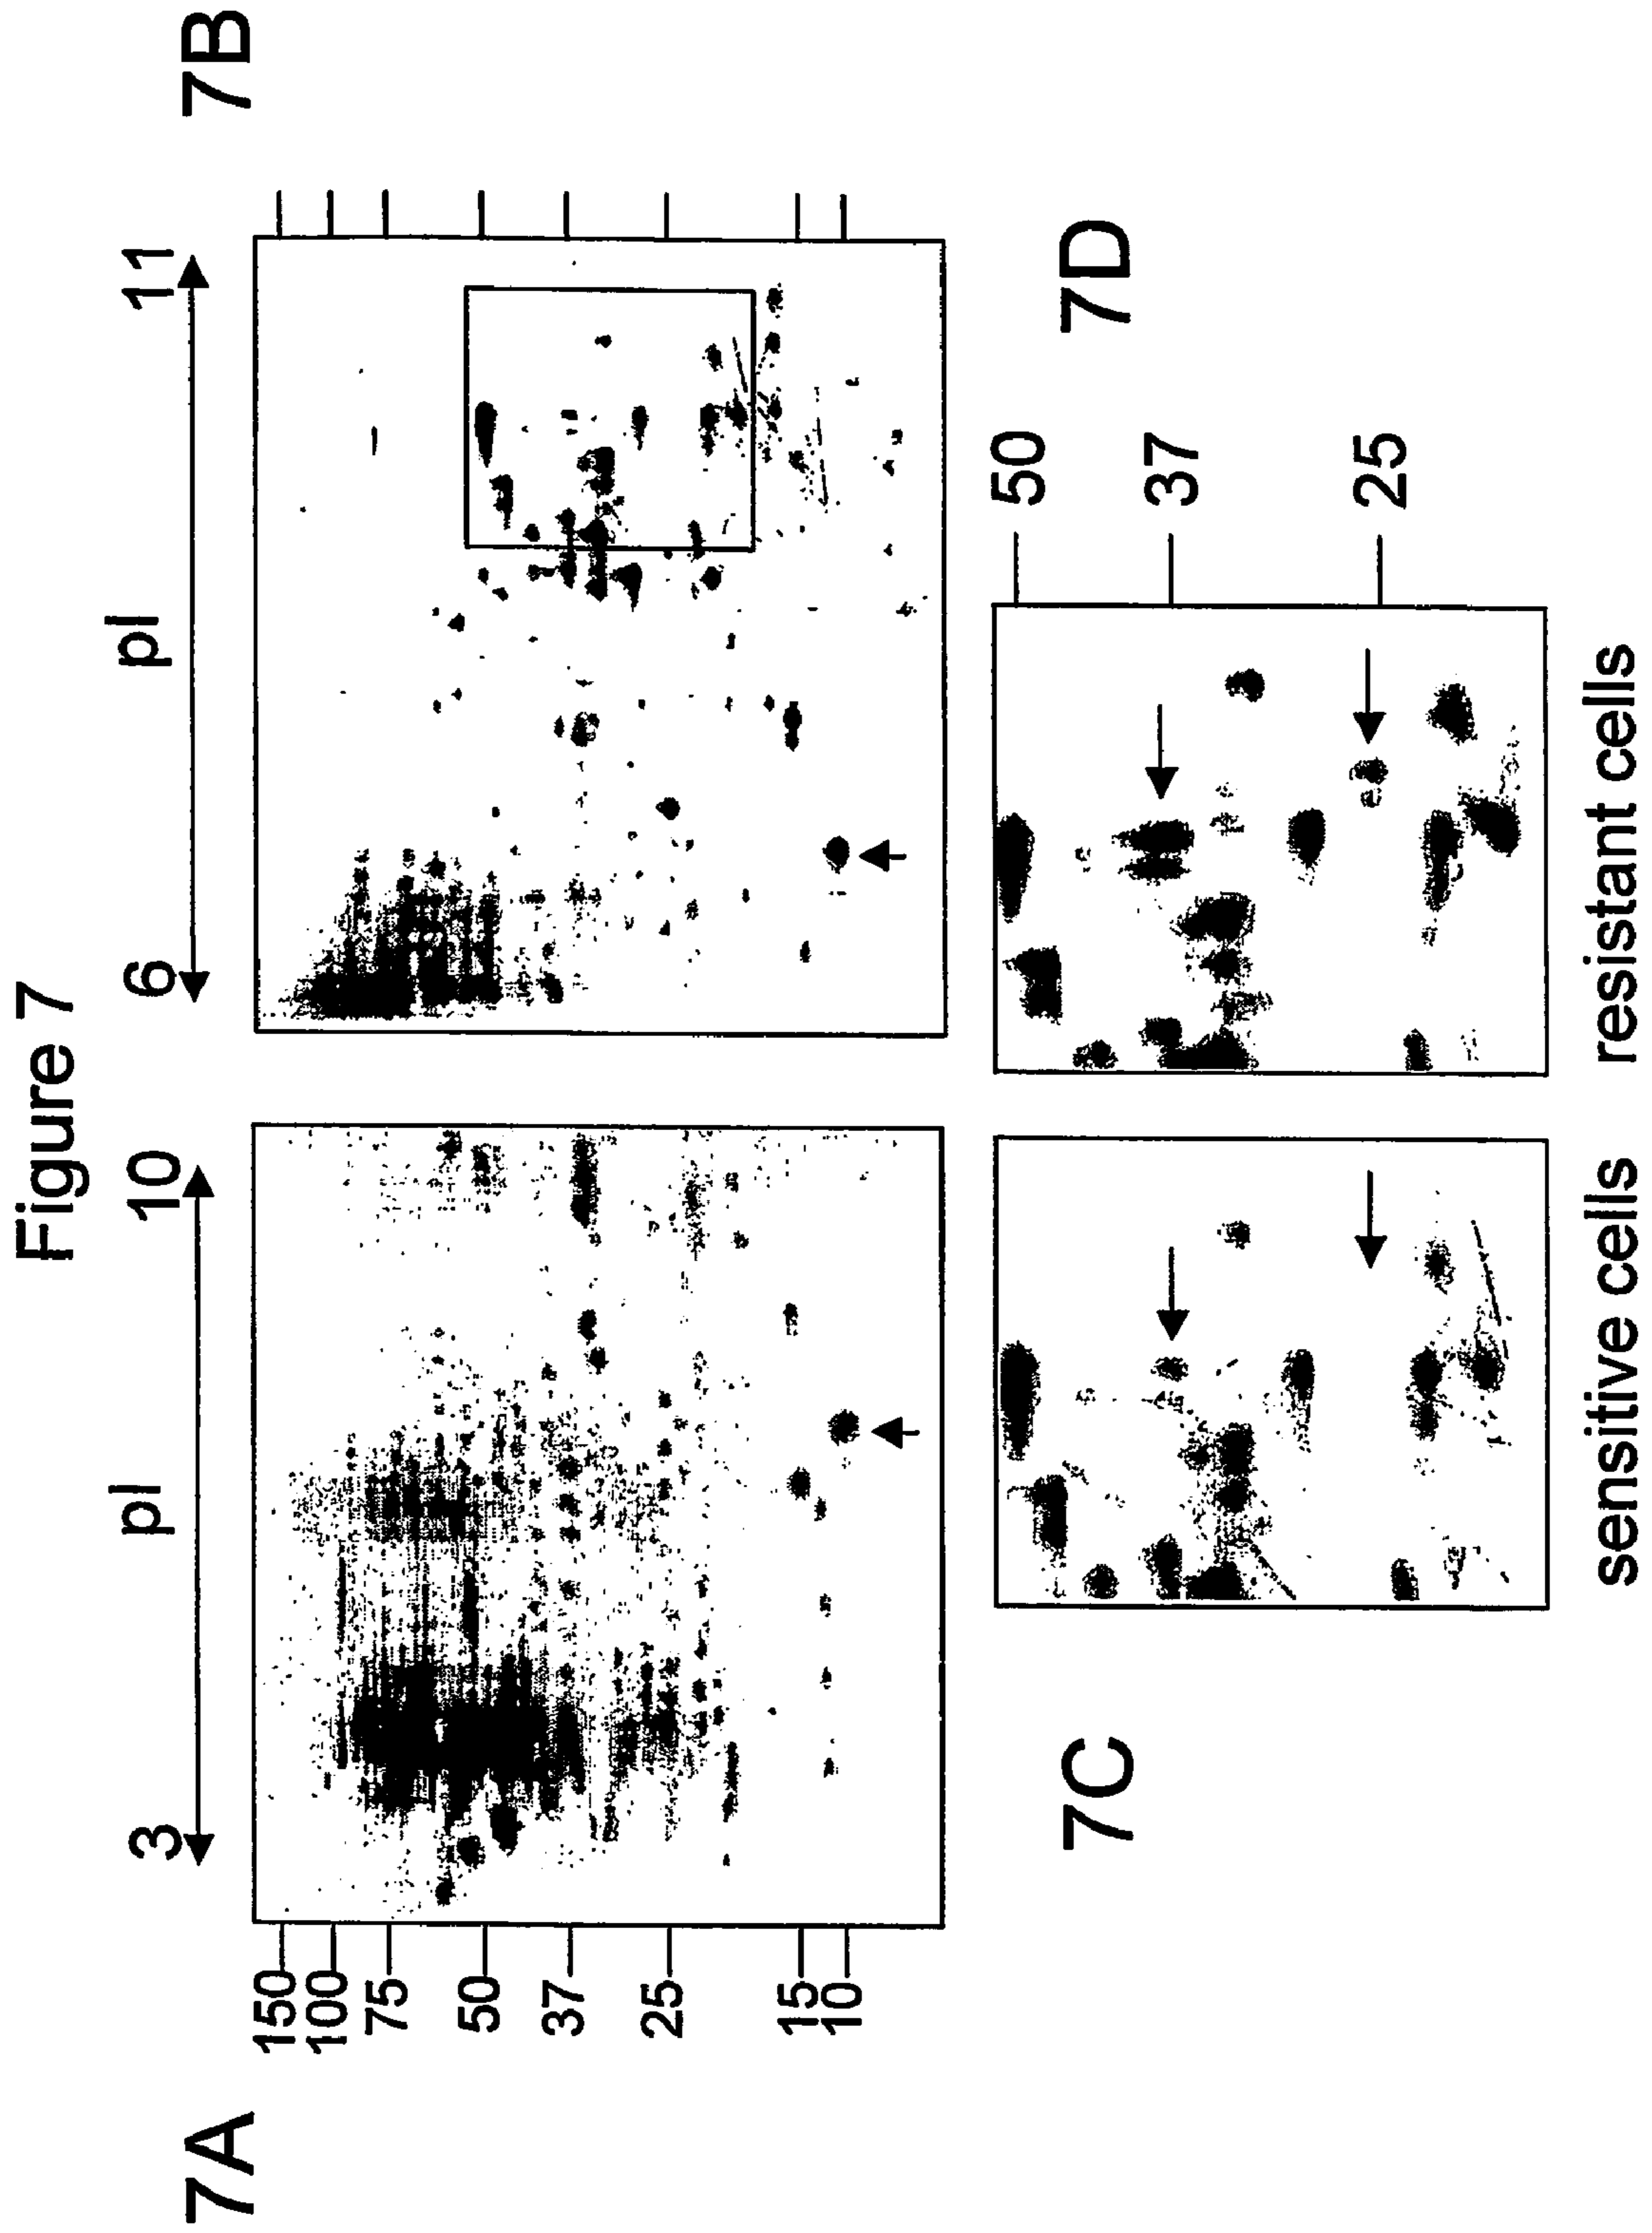 Figure 7
7A
pI
3
10
150
100
75
50
37
25
15
10
7B
pI
6
11
7C
sensitive cells
7D
50
37
25
resistant cells